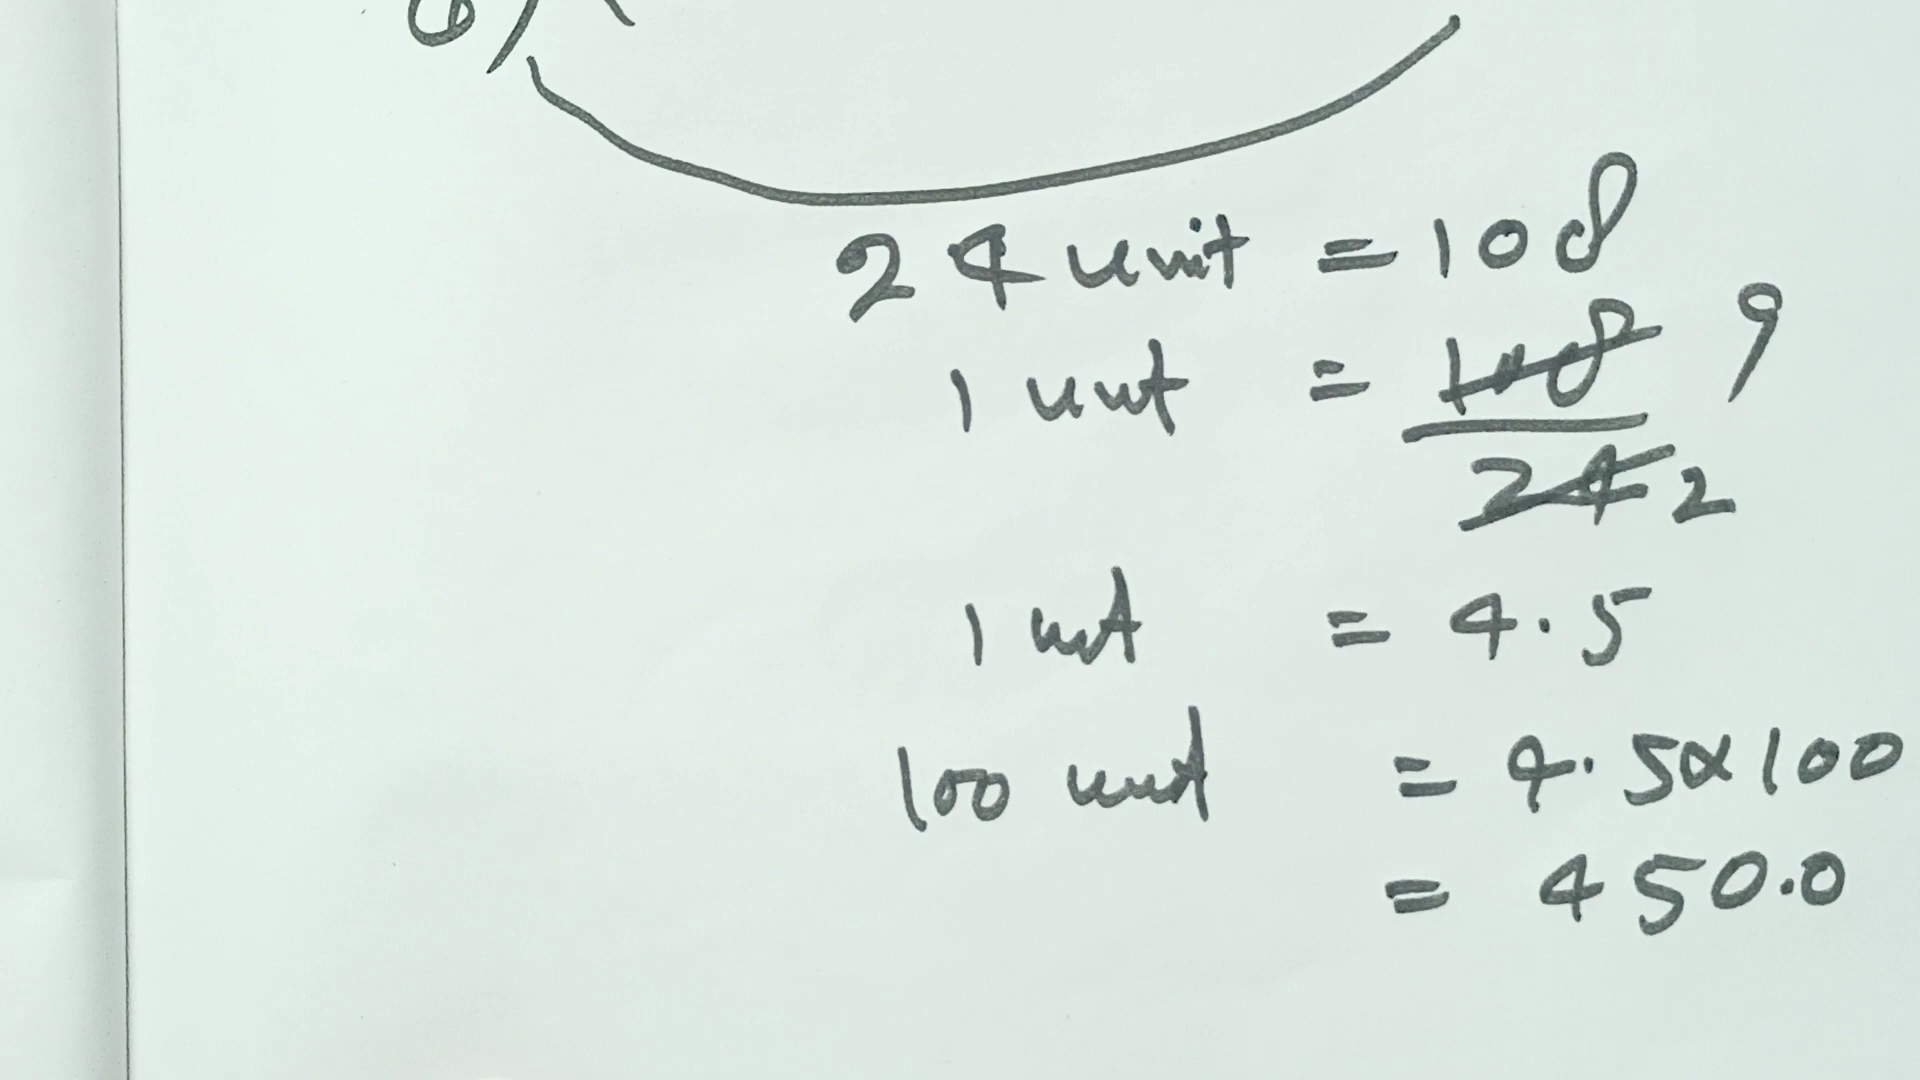 6)
24 unit = 108
1 unit = 108/24 9 2
1 unit = 4.5
100 unit = 4.5x100
= 450.0